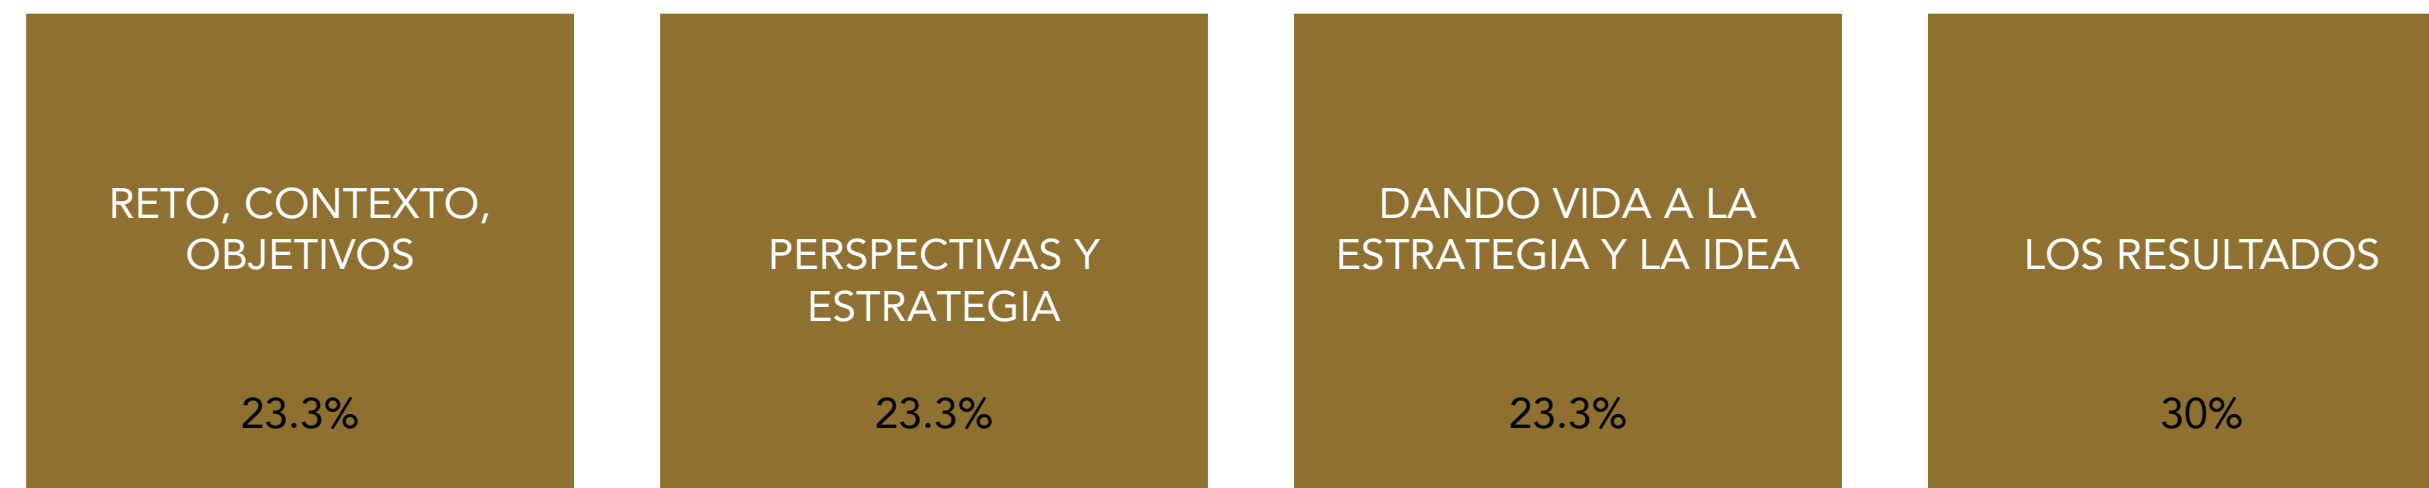 RETO, CONTEXTO,
OBJETIVOS
23.3%
PERSPECTIVAS Y
ESTRATEGIA
23.3%
DANDO VIDA A LA
ESTRATEGIA Y LA IDEA
23.3%
LOS RESULTADOS
30%